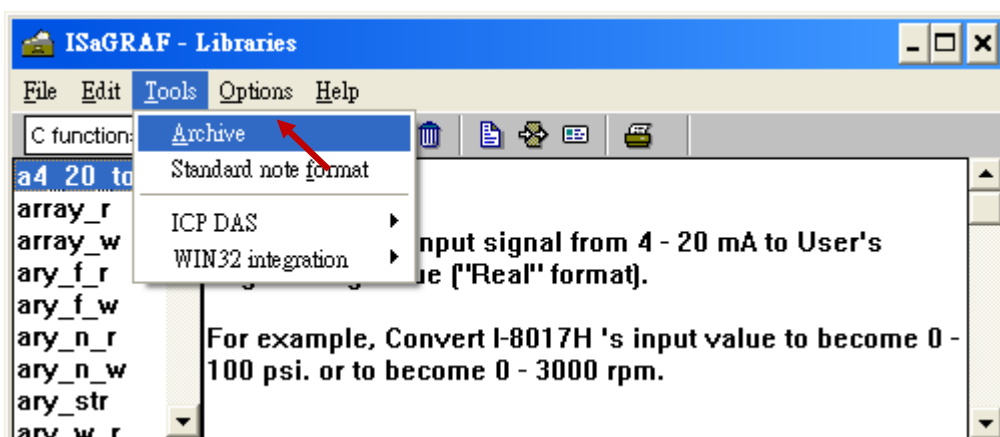 ISaGRAF - Libraries
File Edit Tools Options Help
C function
Archive
Standard note format
ICP DAS
WIN32 integration
a4_20_to
array_r
array_w
ary_f_r
ary_f_w
ary_n_r
ary_n_w
ary_str
ary_w_r
nput signal from 4 - 20 mA to User's
ue ("Real" format).
For example, Convert I-8017H 's input value to become 0 -
100 psi. or to become 0 - 3000 rpm.